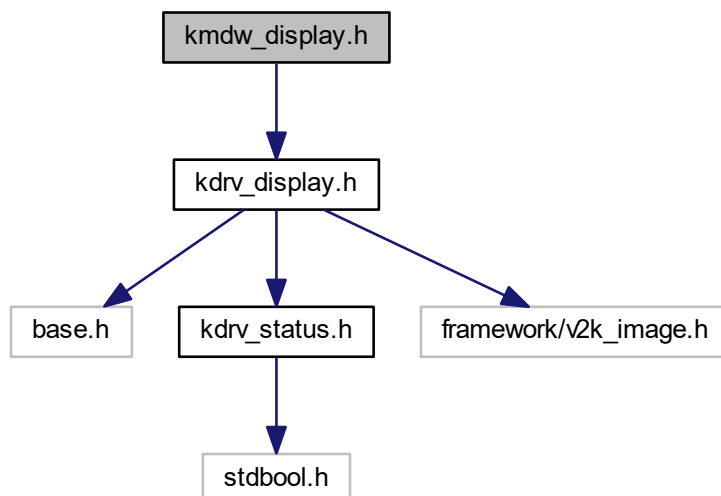 kmdw_display.h
kdrv_display.h
base.h
kdrv_status.h
framework/v2k_image.h
stdbool.h